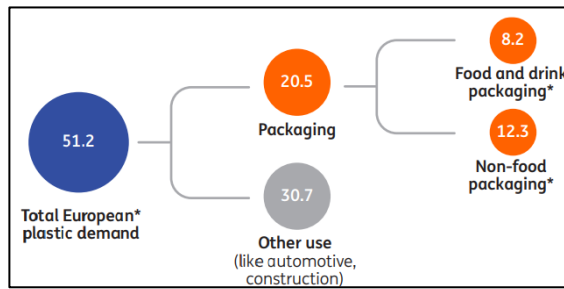 51.2
Total European*
plastic demand
20.5
Packaging
30.7
Other use
(like automotive,
construction)
8.2
Food and drink
packaging*
12.3
Non-food
packaging*